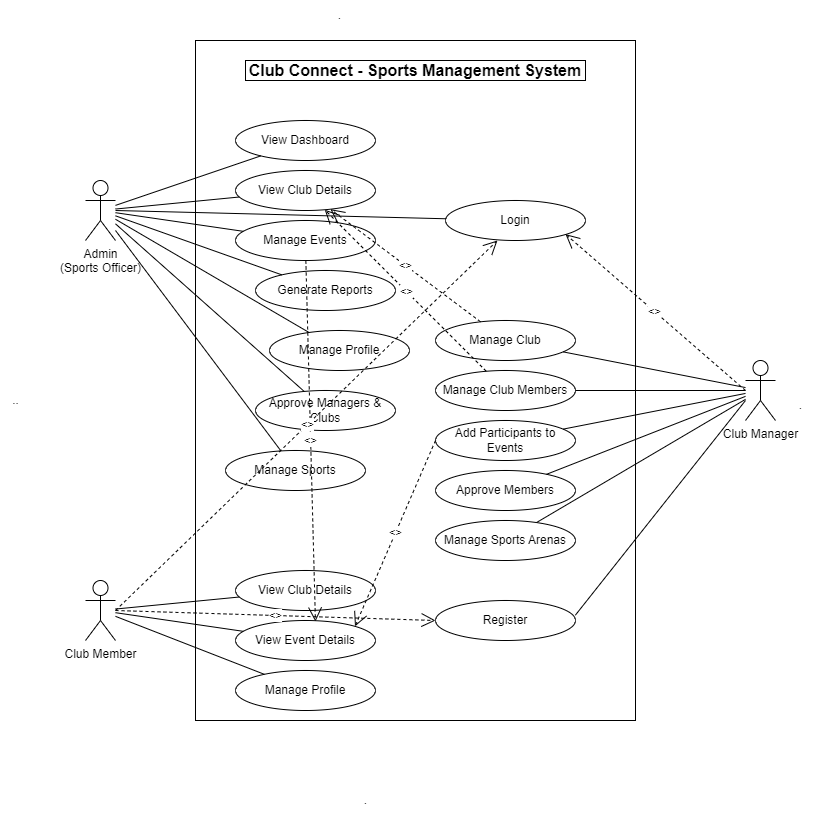 Club Connect - Sports Management System
View Dashboard
View Club Details
Login
Manage Events
Admin
(Sports Officer)
<>
Generate Reports
<>
<>
Manage Club
Manage Profile
Manage Club Members
Approve Managers &
Clubs
<>
Add Participants to
Events
<>
Club Manager
Manage Sports
Approve Members
<>
Manage Sports Arenas
View Club Details
<>
Register
View Event Details
Club Member
Manage Profile